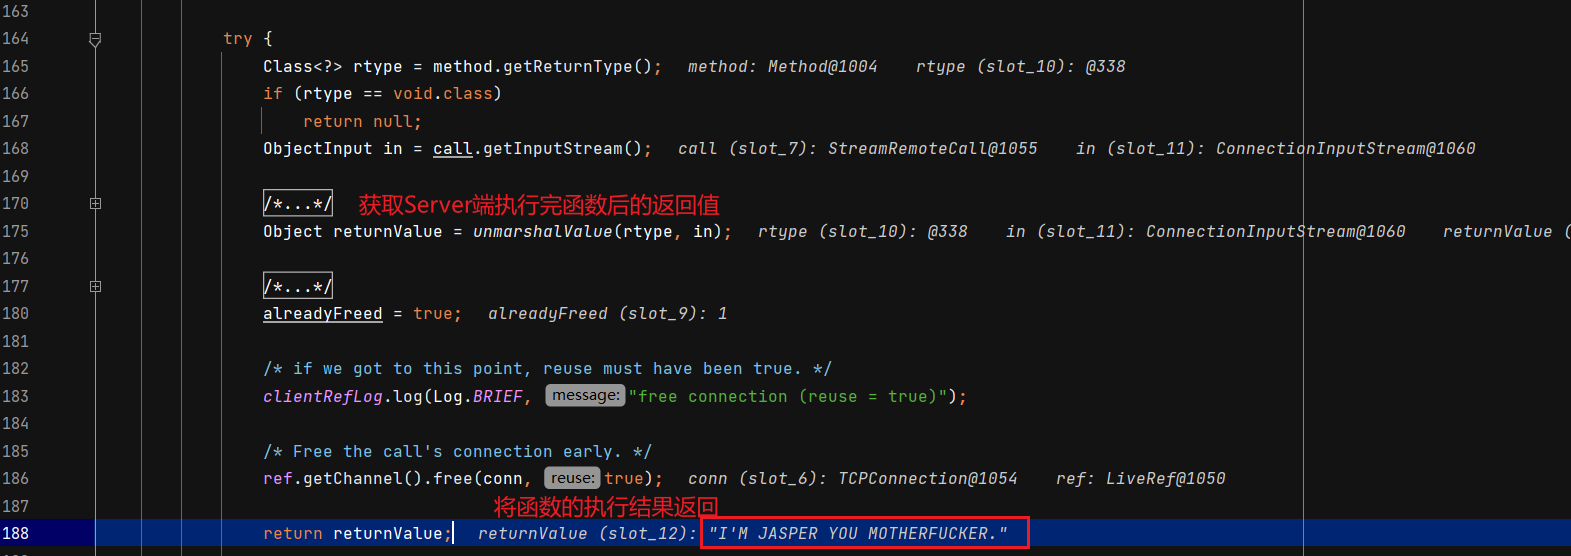 163
164 try {
165 Class<?> rtype = method.getReturnType(); method: Method@1004 rtype (slot_10): @338
166 if (rtype == void.class)
167 return null;
168 ObjectInput in = call.getInputStream(); call (slot_7): StreamRemoteCall@1055 in (slot_11): ConnectionInputStream@1060
169
170 /*...*/ 获取Server端执行完函数后的返回值
175 Object returnValue = unmarshalValue(rtype, in); rtype (slot_10): @338 in (slot_11): ConnectionInputStream@1060 returnValue (
176
177 /*...*/
180 alreadyFreed = true; alreadyFreed (slot_9): 1
181
182 /* if we got to this point, reuse must have been true. */
183 clientRefLog.log(Log.BRIEF, message: "free connection (reuse = true)");
184
185 /* Free the call's connection early. */
186 ref.getChannel().free(conn, reuse: true); conn (slot_6): TCPConnection@1054 ref: LiveRef@1050
187 将函数的执行结果返回
188 return returnValue; returnValue (slot_12): "I'M JASPER YOU MOTHERFUCKER."